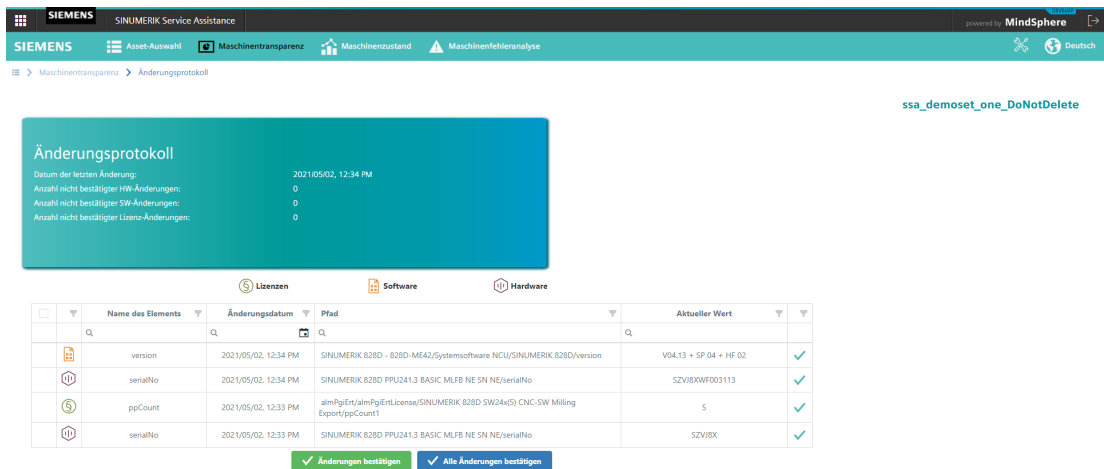 SIEMENS
SINUMERIK Service Assistance
DEVELOP
powered by MindSphere
SIEMENS
Asset-Auswahl
Maschinentransparenz
Maschinenzustand
Maschinenfehleranalyse
Deutsch
Maschinentransparenz > Änderungsprotokoll
ssa_demoset_one_DoNotDelete
Änderungsprotokoll
Datum der letzten Änderung: 2021/05/02, 12:34 PM
Anzahl nicht bestätigter HW-Änderungen: 0
Anzahl nicht bestätigter SW-Änderungen: 0
Anzahl nicht bestätigter Lizenz-Änderungen: 0
Lizenzen Software Hardware
Name des Elements Änderungsdatum Pfad Aktueller Wert
version 2021/05/02, 12:34 PM SINUMERIK 828D - 828D-ME42/Systemsoftware NCU/SINUMERIK 828D/version V04.13 + SP 04 + HF 02
serialNo 2021/05/02, 12:34 PM SINUMERIK 828D PPU241.3 BASIC MLFB NE SN NE/serialNo SZVJ8XWF003113
ppCount 2021/05/02, 12:33 PM almPgiErt/almPgiErtLicense/SINUMERIK 828D SW24x(S) CNC-SW Milling
Export/ppCount1 S
serialNo 2021/05/02, 12:33 PM SINUMERIK 828D PPU241.3 BASIC MLFB NE SN NE/serialNo SZVJ8X
Änderungen bestätigen Alle Änderungen bestätigen